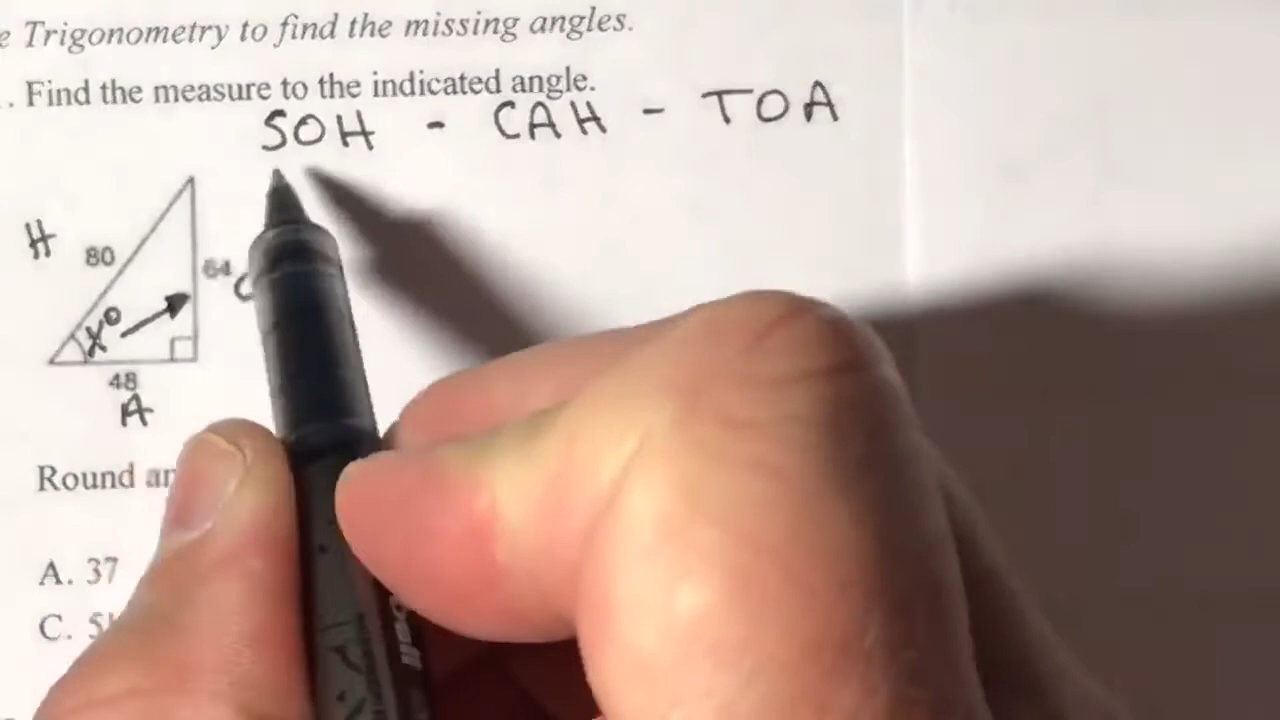 e Trigonometry to find the missing angles.
. Find the measure to the indicated angle.
SOH - CAH - TOA
H
80
64
X°
48
A
Round
A. 37
C.